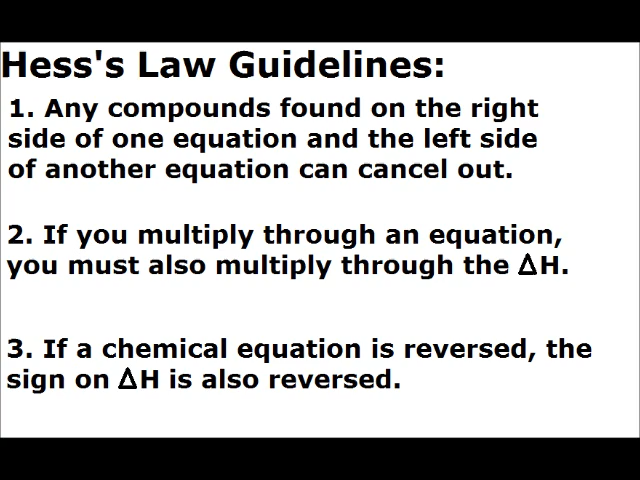 Hess's Law Guidelines:
1. Any compounds found on the right
side of one equation and the left side
of another equation can cancel out.
2. If you multiply through an equation,
you must also multiply through the ΔH.
3. If a chemical equation is reversed, the
sign on ΔH is also reversed.